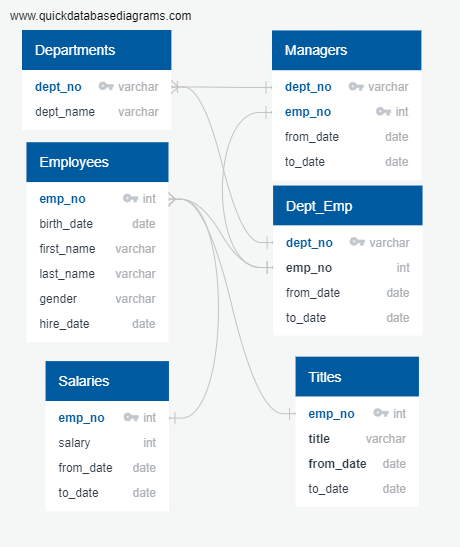 www.quickdatabasediagrams.com
Departments
dept_no varchar
dept_name varchar
Managers
dept_no varchar
emp_no int
from_date date
to_date date
Employees
emp_no int
birth_date date
first_name varchar
last_name varchar
gender varchar
hire_date date
Dept_Emp
dept_no varchar
emp_no int
from_date date
to_date date
Salaries
emp_no int
salary int
from_date date
to_date date
Titles
emp_no int
title varchar
from_date date
to_date date